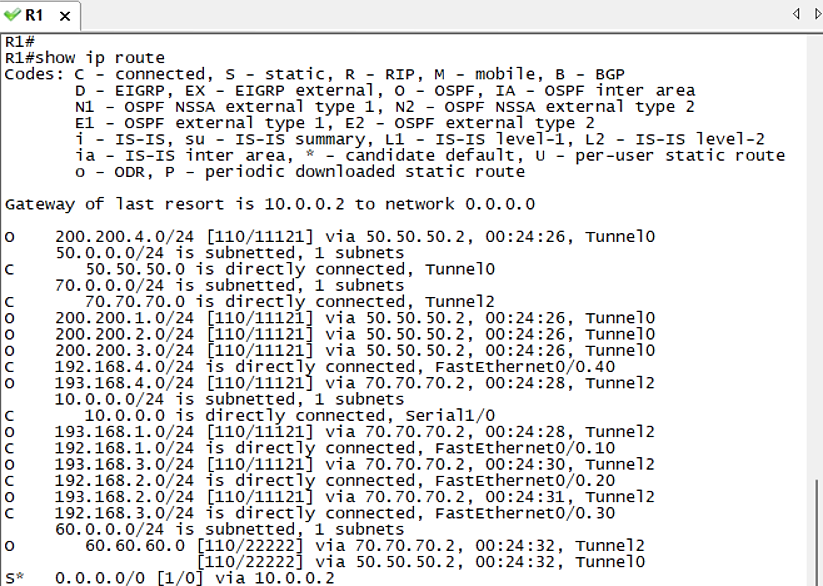 R1
R1#
R1#show ip route
Codes: C - connected, S - static, R - RIP, M - mobile, B - BGP
       D - EIGRP, EX - EIGRP external, O - OSPF, IA - OSPF inter area
       N1 - OSPF NSSA external type 1, N2 - OSPF NSSA external type 2
       E1 - OSPF external type 1, E2 - OSPF external type 2
       i - IS-IS, su - IS-IS summary, L1 - IS-IS level-1, L2 - IS-IS level-2
       ia - IS-IS inter area, * - candidate default, U - per-user static route
       o - ODR, P - periodic downloaded static route
Gateway of last resort is 10.0.0.2 to network 0.0.0.0
O    200.200.4.0/24 [110/11121] via 50.50.50.2, 00:24:26, Tunnel0
     50.0.0.0/24 is subnetted, 1 subnets
C       50.50.50.0 is directly connected, Tunnel0
     70.0.0.0/24 is subnetted, 1 subnets
C       70.70.70.0 is directly connected, Tunnel2
O    200.200.1.0/24 [110/11121] via 50.50.50.2, 00:24:26, Tunnel0
O    200.200.2.0/24 [110/11121] via 50.50.50.2, 00:24:26, Tunnel0
O    200.200.3.0/24 [110/11121] via 50.50.50.2, 00:24:26, Tunnel0
C    192.168.4.0/24 is directly connected, FastEthernet0/0.40
O    193.168.4.0/24 [110/11121] via 70.70.70.2, 00:24:28, Tunnel2
     10.0.0.0/24 is subnetted, 1 subnets
C       10.0.0.0 is directly connected, Serial1/0
O    193.168.1.0/24 [110/11121] via 70.70.70.2, 00:24:28, Tunnel2
C    192.168.1.0/24 is directly connected, FastEthernet0/0.10
O    193.168.3.0/24 [110/11121] via 70.70.70.2, 00:24:30, Tunnel2
C    192.168.2.0/24 is directly connected, FastEthernet0/0.20
O    193.168.2.0/24 [110/11121] via 70.70.70.2, 00:24:31, Tunnel2
C    192.168.3.0/24 is directly connected, FastEthernet0/0.30
     60.0.0.0/24 is subnetted, 1 subnets
O       60.60.60.0 [110/22222] via 70.70.70.2, 00:24:32, Tunnel2
                   [110/22222] via 50.50.50.2, 00:24:32, Tunnel0
S*   0.0.0.0/0 [1/0] via 10.0.0.2